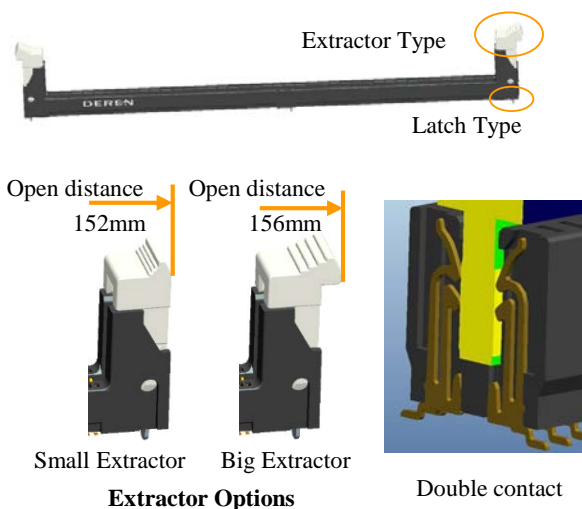 Extractor Type
DEREN
Latch Type
Open distance
152mm
Open distance
156mm
Small Extractor
Big Extractor
Extractor Options
Double contact